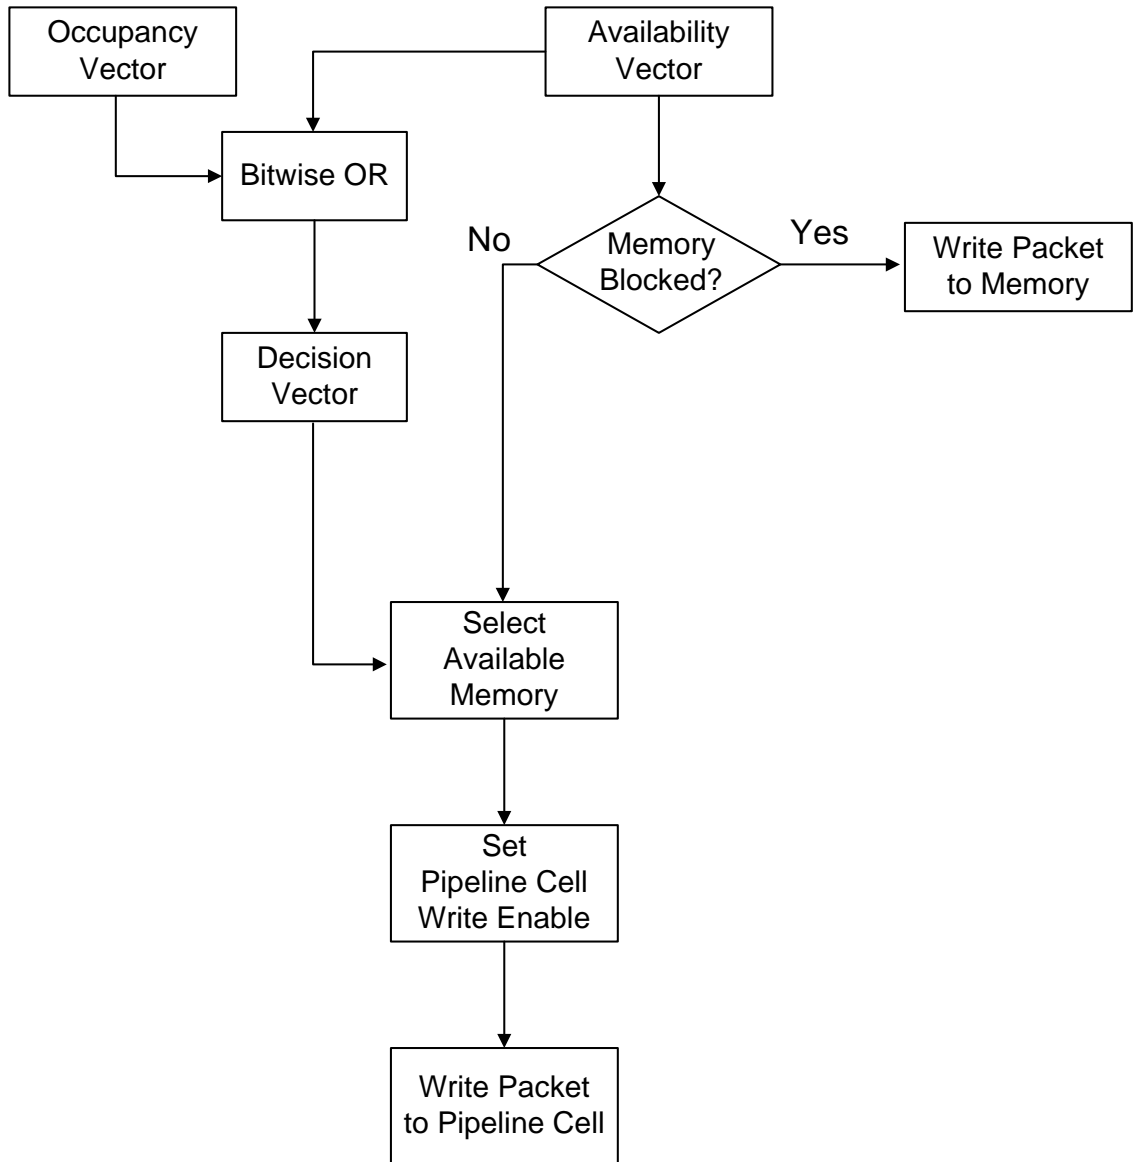 Occupancy
Vector
Availability
Vector
Bitwise OR
No
Memory
Blocked?
Yes
Write Packet
to Memory
Decision
Vector
Select
Available
Memory
Set
Pipeline Cell
Write Enable
Write Packet
to Pipeline Cell